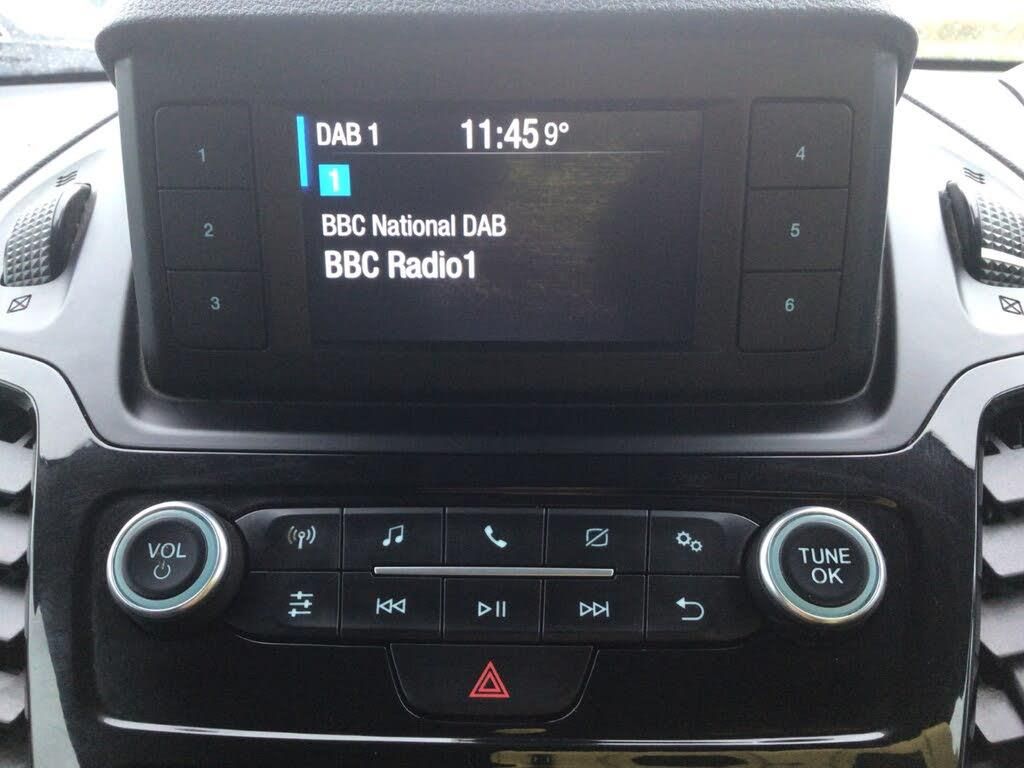 DAB 1 11:45 9°
1
BBC National DAB
BBC Radio1
1
2
3
4
5
6
VOL
TUNE
OK